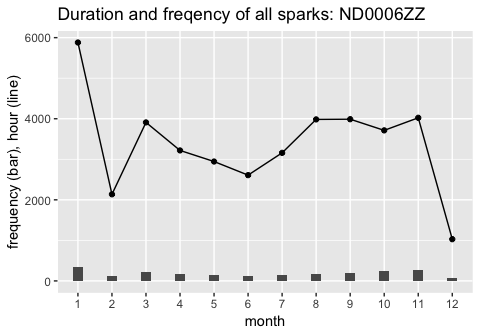 Duration and freqency of all sparks: ND0006ZZ
frequency (bar), hour (line)
6000
4000
2000
0
1 2 3 4 5 6 7 8 9 10 11 12
month